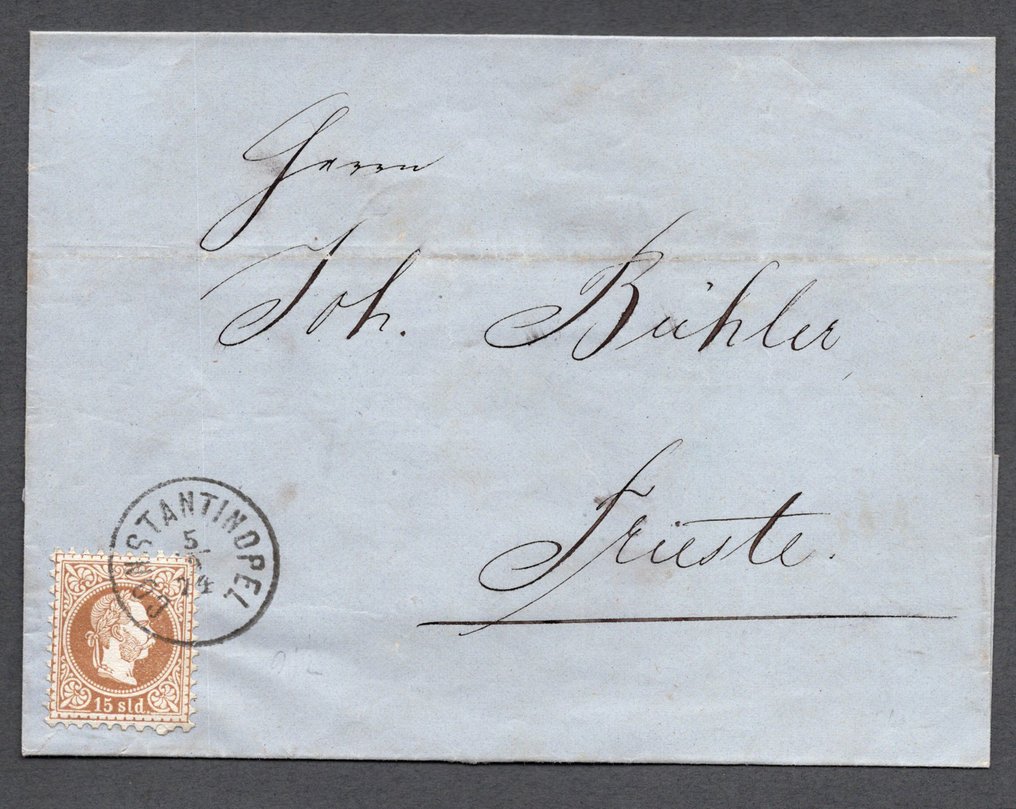 Herrn
Joh. Bühler
Trieste.
CONSTANTINOPEL
5/
74
15 sld.